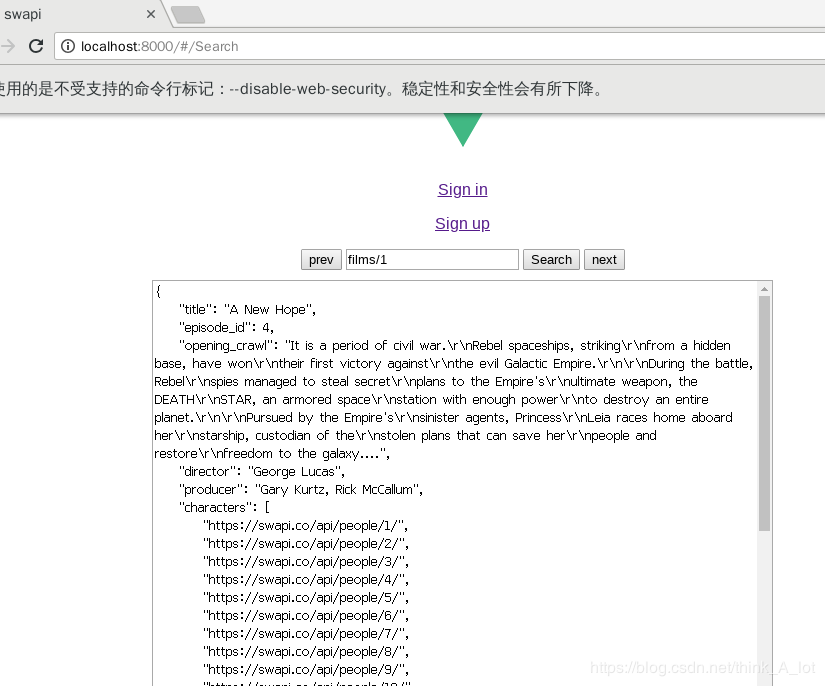 swapi
localhost:8000/#/Search
使用的是不受支持的命令行标记：--disable-web-security。稳定性和安全性会有所下降。
Sign in
Sign up
prev films/1 Search next
{
"title": "A New Hope",
"episode_id": 4,
"opening_crawl": "It is a period of civil war.\r\nRebel spaceships, striking\r\nfrom a hidden
base, have won\r\ntheir first victory against\r\nthe evil Galactic Empire.\r\n\r\nDuring the battle,
Rebel\r\nspies managed to steal secret\r\nplans to the Empire's\r\nultimate weapon, the
DEATH\r\nSTAR, an armored space\r\nstation with enough power\r\nto destroy an entire
planet.\r\n\r\nPursued by the Empire's\r\nsinister agents, Princess\r\nLeia races home aboard
her\r\nstarship, custodian of the\r\nstolen plans that can save her\r\npeople and
restore\r\nfreedom to the galaxy....",
"director": "George Lucas",
"producer": "Gary Kurtz, Rick McCallum",
"characters": [
"https://swapi.co/api/people/1/",
"https://swapi.co/api/people/2/",
"https://swapi.co/api/people/3/",
"https://swapi.co/api/people/4/",
"https://swapi.co/api/people/5/",
"https://swapi.co/api/people/6/",
"https://swapi.co/api/people/7/",
"https://swapi.co/api/people/8/",
"https://swapi.co/api/people/9/",
"https://swapi.co/api/people/10/"
https://blog.csdn.net/think_A_lot